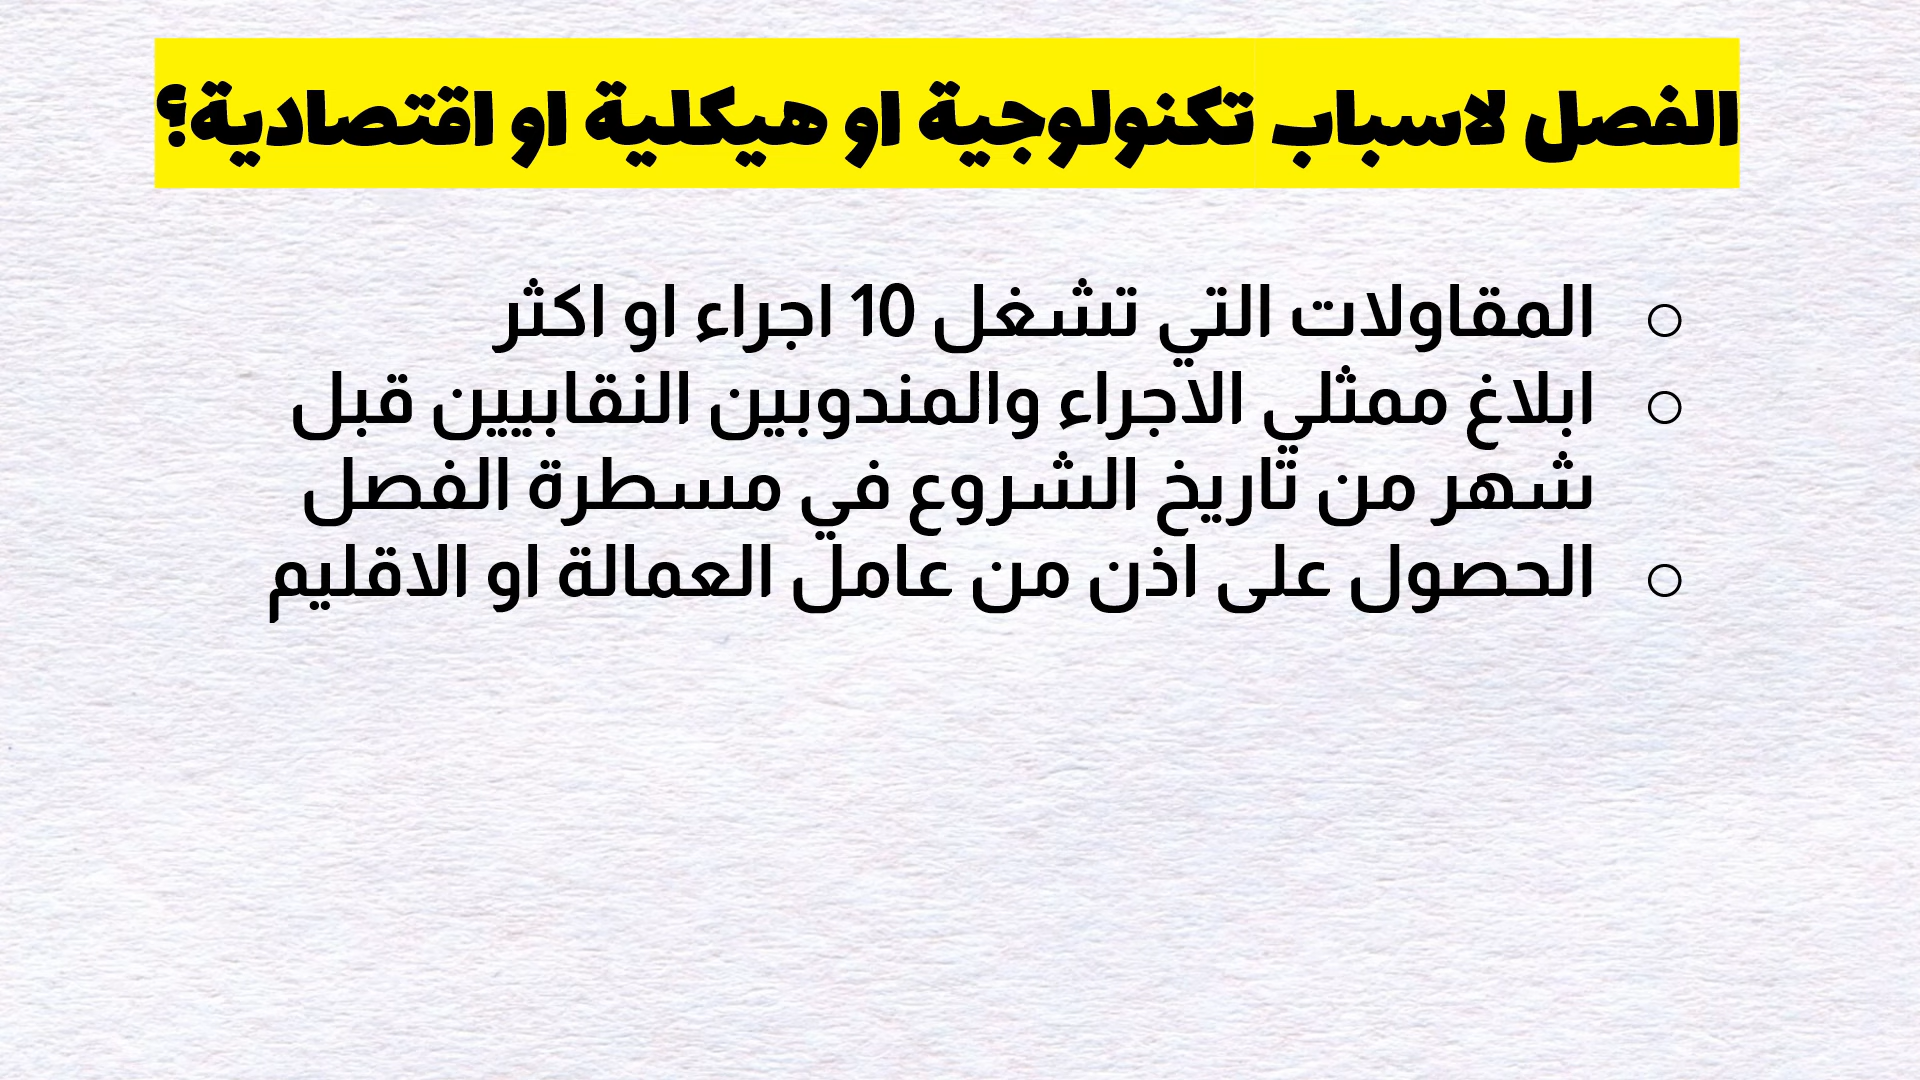 الفصل لاسباب تكنولوجية او هيكلية او اقتصادية؟
○ المقاولات التي تشغل 10 اجراء او اكثر
○ ابلاغ ممثلي الاجراء والمندوبين النقابيين قبل
شهر من تاريخ الشروع في مسطرة الفصل
○ الحصول على اذن من عامل العمالة او الاقليم